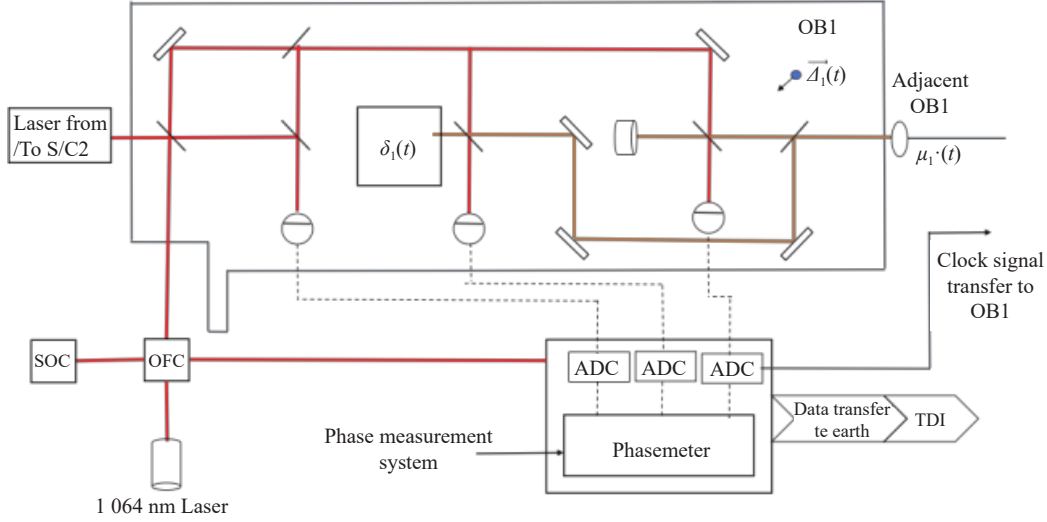 OB1
Δ₁(t)
Adjacent
OB1
Laser from
/To S/C2
δ₁(t)
μ₁·(t)
Clock signal
transfer to
OB1
SOC
OFC
ADC
ADC
ADC
Data transfer
te earth
TDI
Phase measurement
system
Phasemeter
1 064 nm Laser